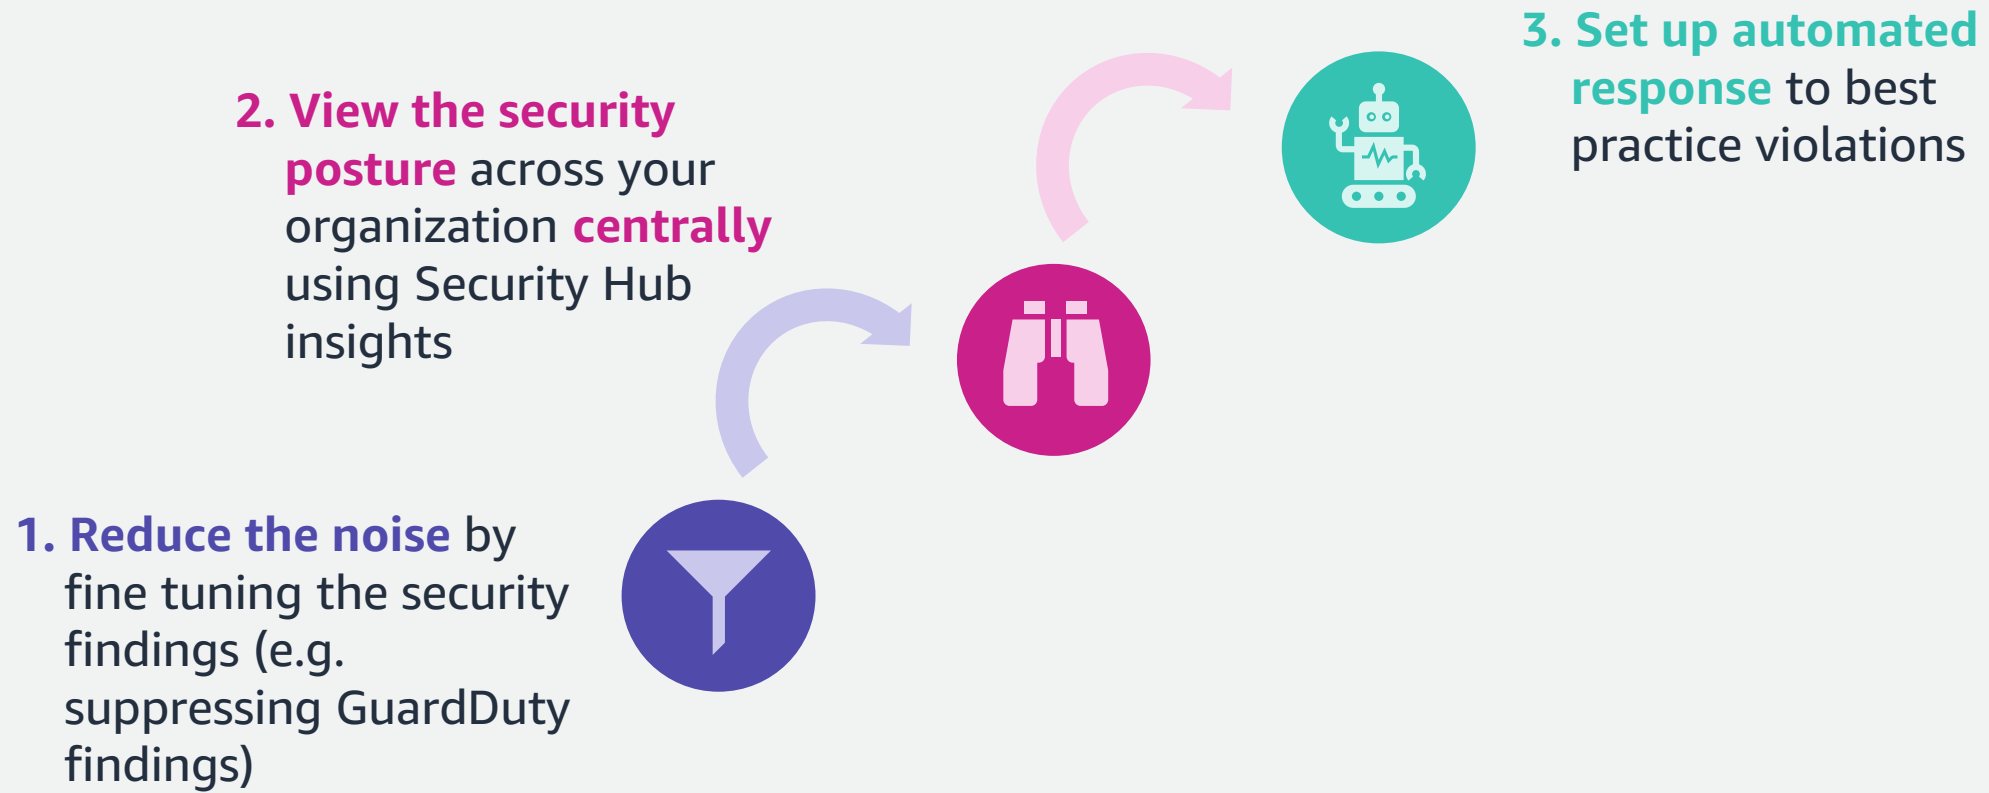 1. Reduce the noise by
fine tuning the security
findings (e.g.
suppressing GuardDuty
findings)
2. View the security
posture across your
organization centrally
using Security Hub
insights
3. Set up automated
response to best
practice violations